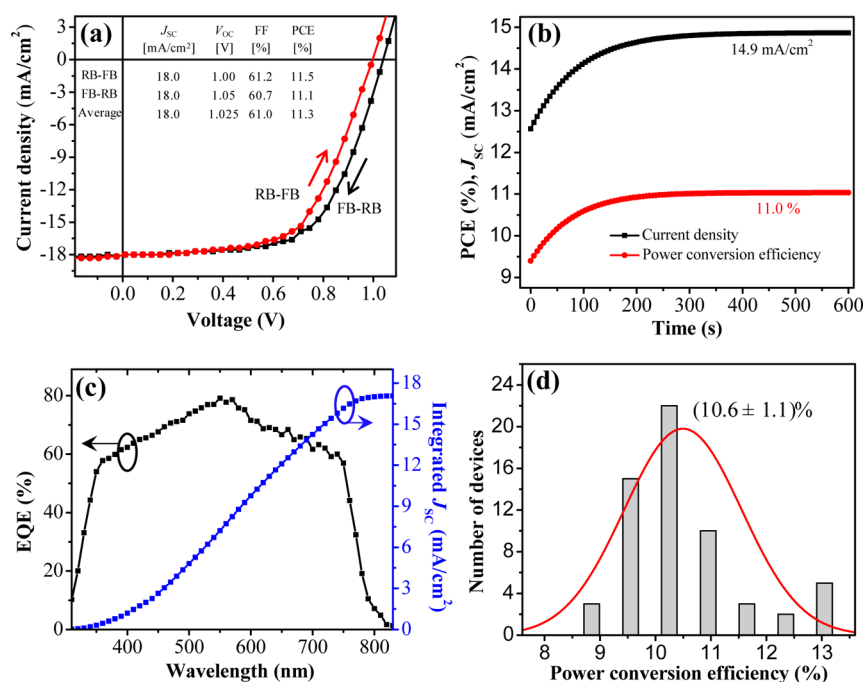 (a)
J_SC V_OC FF PCE
[mA/cm²] [V] [%] [%]
RB-FB 18.0 1.00 61.2 11.5
FB-RB 18.0 1.05 60.7 11.1
Average 18.0 1.025 61.0 11.3
RB-FB
FB-RB
3
0
-3
-6
-9
-12
-15
-18
0.0 0.2 0.4 0.6 0.8 1.0
Current density (mA/cm²)
Voltage (V)
(b)
14.9 mA/cm²
11.0 %
Current density
Power conversion efficiency
15
14
13
12
11
10
9
0 100 200 300 400 500 600
PCE (%), J_SC (mA/cm²)
Time (s)
(c)
80
60
40
20
0
18
15
12
9
6
3
0
400 500 600 700 800
EQE (%)
Integrated J_SC (mA/cm²)
Wavelength (nm)
(d)
(10.6 ± 1.1)%
22
20
16
12
8
4
0
8 9 10 11 12 13
Number of devices
Power conversion efficiency (%)